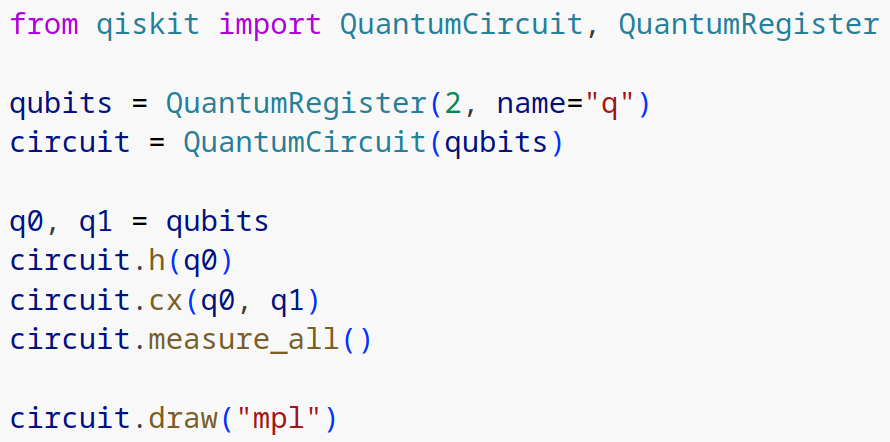 from qiskit import QuantumCircuit, QuantumRegister
qubits = QuantumRegister(2, name="q")
circuit = QuantumCircuit(qubits)
q0, q1 = qubits
circuit.h(q0)
circuit.cx(q0, q1)
circuit.measure_all()
circuit.draw("mpl")